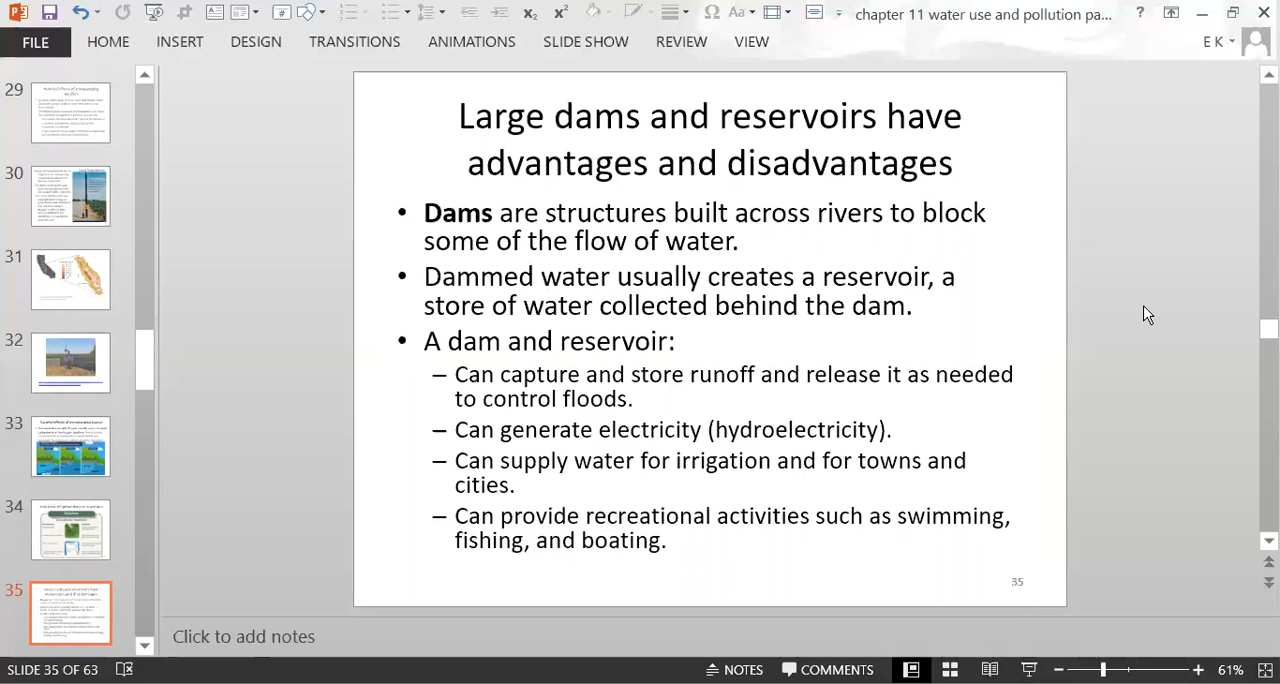 chapter 11 water use and pollution pa...
?
FILE
HOME
INSERT
DESIGN
TRANSITIONS
ANIMATIONS
SLIDE SHOW
REVIEW
VIEW
E K
29
30
31
32
33
34
35
Large dams and reservoirs have
advantages and disadvantages
• Dams are structures built across rivers to block
some of the flow of water.
• Dammed water usually creates a reservoir, a
store of water collected behind the dam.
• A dam and reservoir:
– Can capture and store runoff and release it as needed
to control floods.
– Can generate electricity (hydroelectricity).
– Can supply water for irrigation and for towns and
cities.
– Can provide recreational activities such as swimming,
fishing, and boating.
35
Click to add notes
SLIDE 35 OF 63
NOTES
COMMENTS
61%